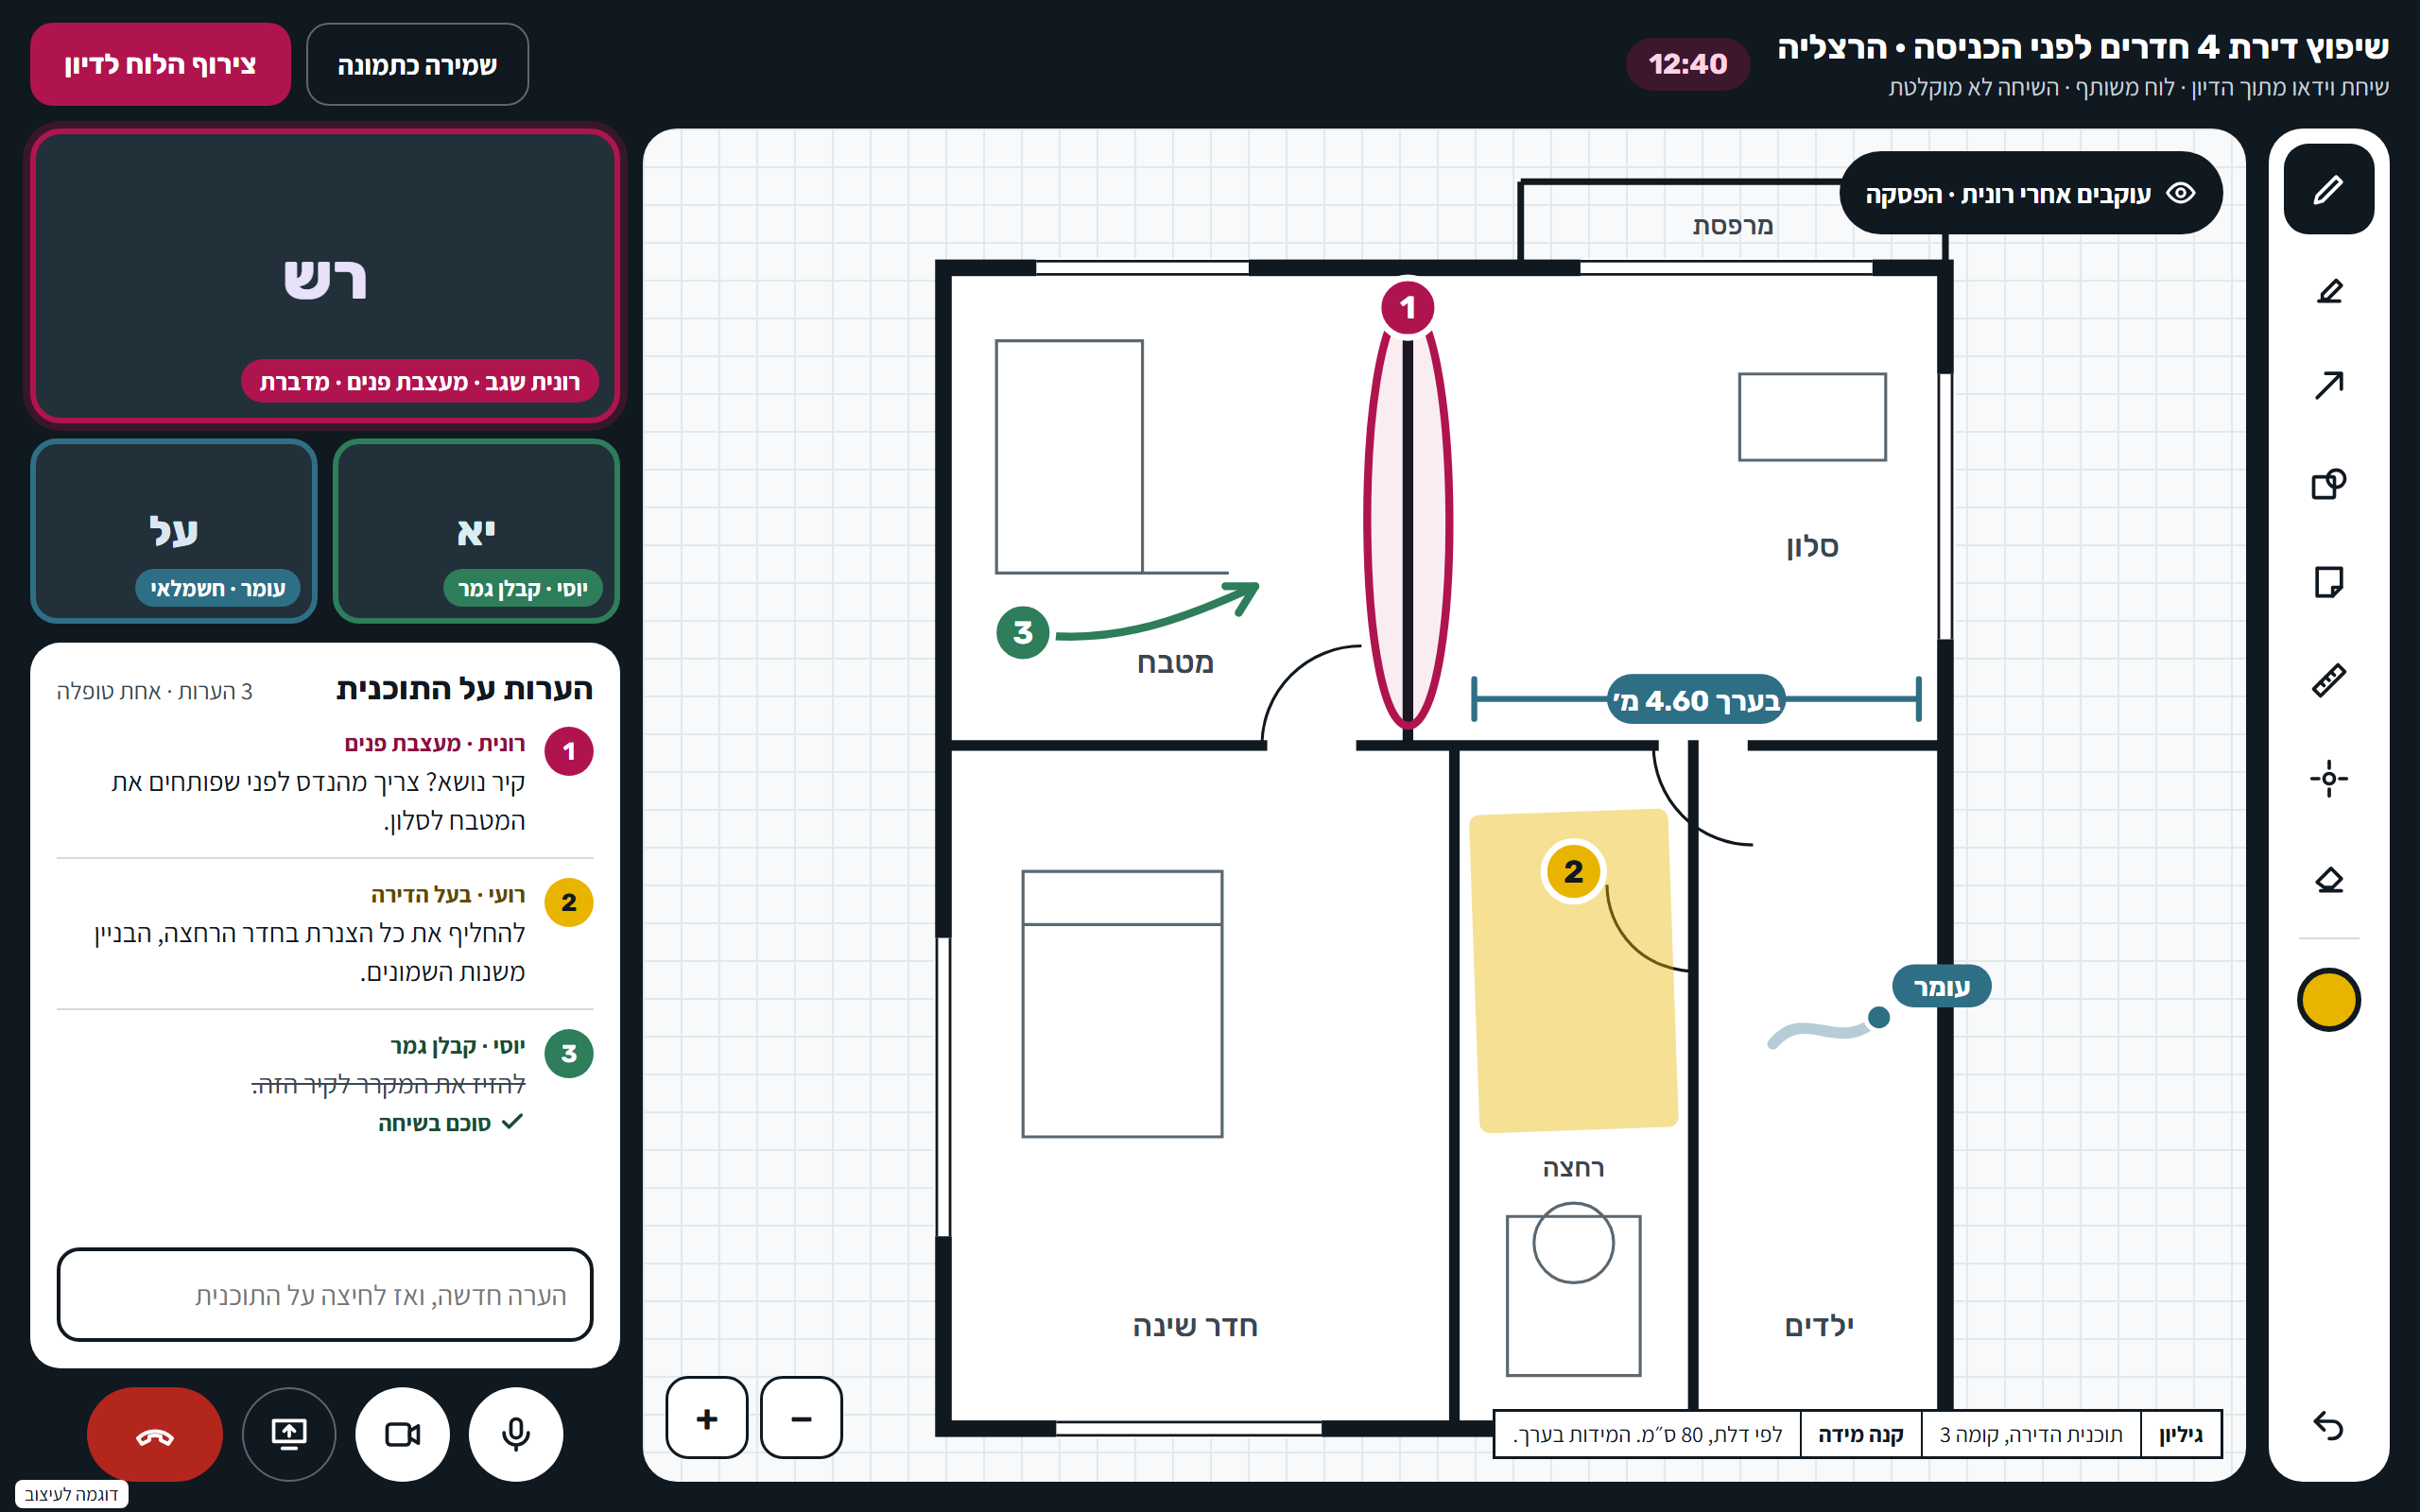 שיפוץ דירת 4 חדרים לפני הכניסה • הרצליה
שיחת וידאו מתוך הדיון · לוח משותף · השיחה לא מוקלטת
12:40
שמירה כתמונה
צירוף הלוח לדיון
עוקבים אחרי רונית · הפסקה
מרפסת
1
סלון
3
מטבח
בערך 4.60 מ׳
2
עומר
רחצה
חדר שינה
ילדים
+
−
גיליון
תוכנית הדירה, קומה 3
קנה מידה
לפי דלת, 80 ס״מ. המידות בערך.
רש
רונית שגב · מעצבת פנים · מדברת
יא
יוסי · קבלן גמר
על
עומר · חשמלאי
הערות על התוכנית
3 הערות · אחת טופלה
1
רונית · מעצבת פנים
קיר נושא? צריך מהנדס לפני שפותחים את
המטבח לסלון.
2
רועי · בעל הדירה
להחליף את כל הצנרת בחדר הרחצה, הבניין
משנות השמונים.
3
יוסי · קבלן גמר
להזיז את המקרר לקיר הזה.
סוכם בשיחה
הערה חדשה, ואז לחיצה על התוכנית
דוגמה לעיצוב